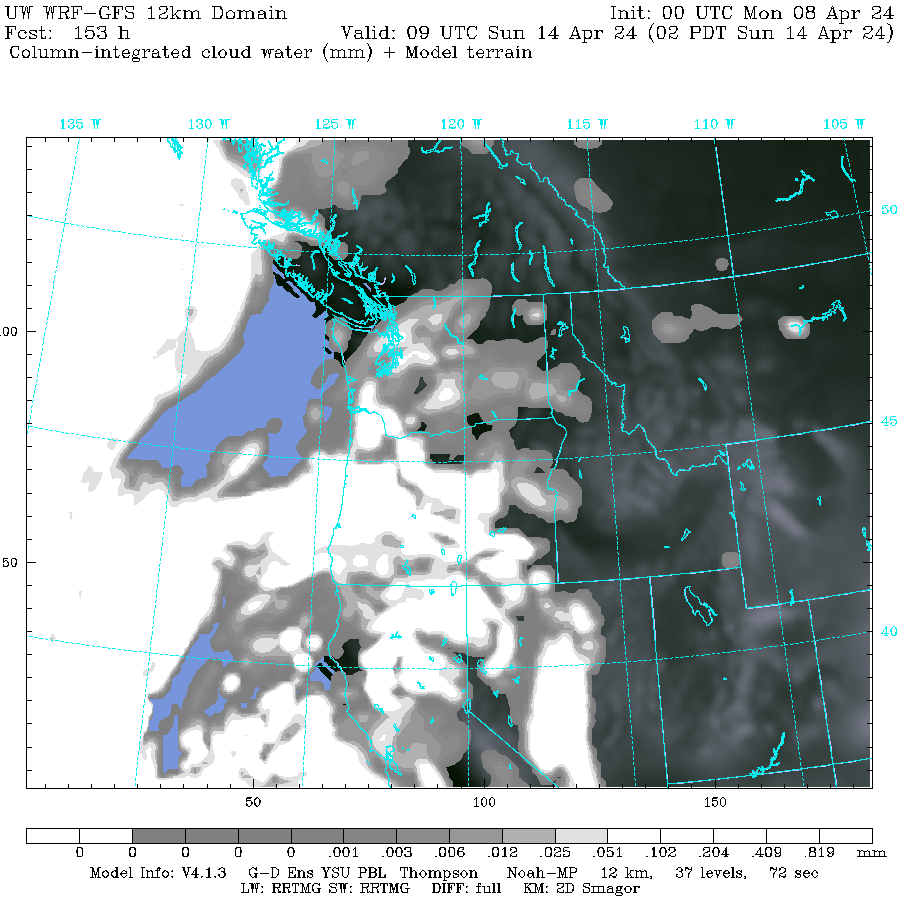 UW WRF-GFS 12km Domain Init: 00 UTC Mon 08 Apr 24
Fcst: 153 h Valid: 09 UTC Sun 14 Apr 24 (02 PDT Sun 14 Apr 24)
Column-integrated cloud water (mm) + Model terrain
135 W 130 W 125 W 120 W 115 W 110 W 105 W
50
100
45
50
40
50 100 150
0 0 0 0 0 .001 .003 .006 .012 .025 .051 .102 .204 .409 .819 mm
Model Info: V4.1.3 G-D Ens YSU PBL Thompson Noah-MP 12 km, 37 levels, 72 sec
LW: RRTMG SW: RRTMG DIFF: full KM: 2D Smagor